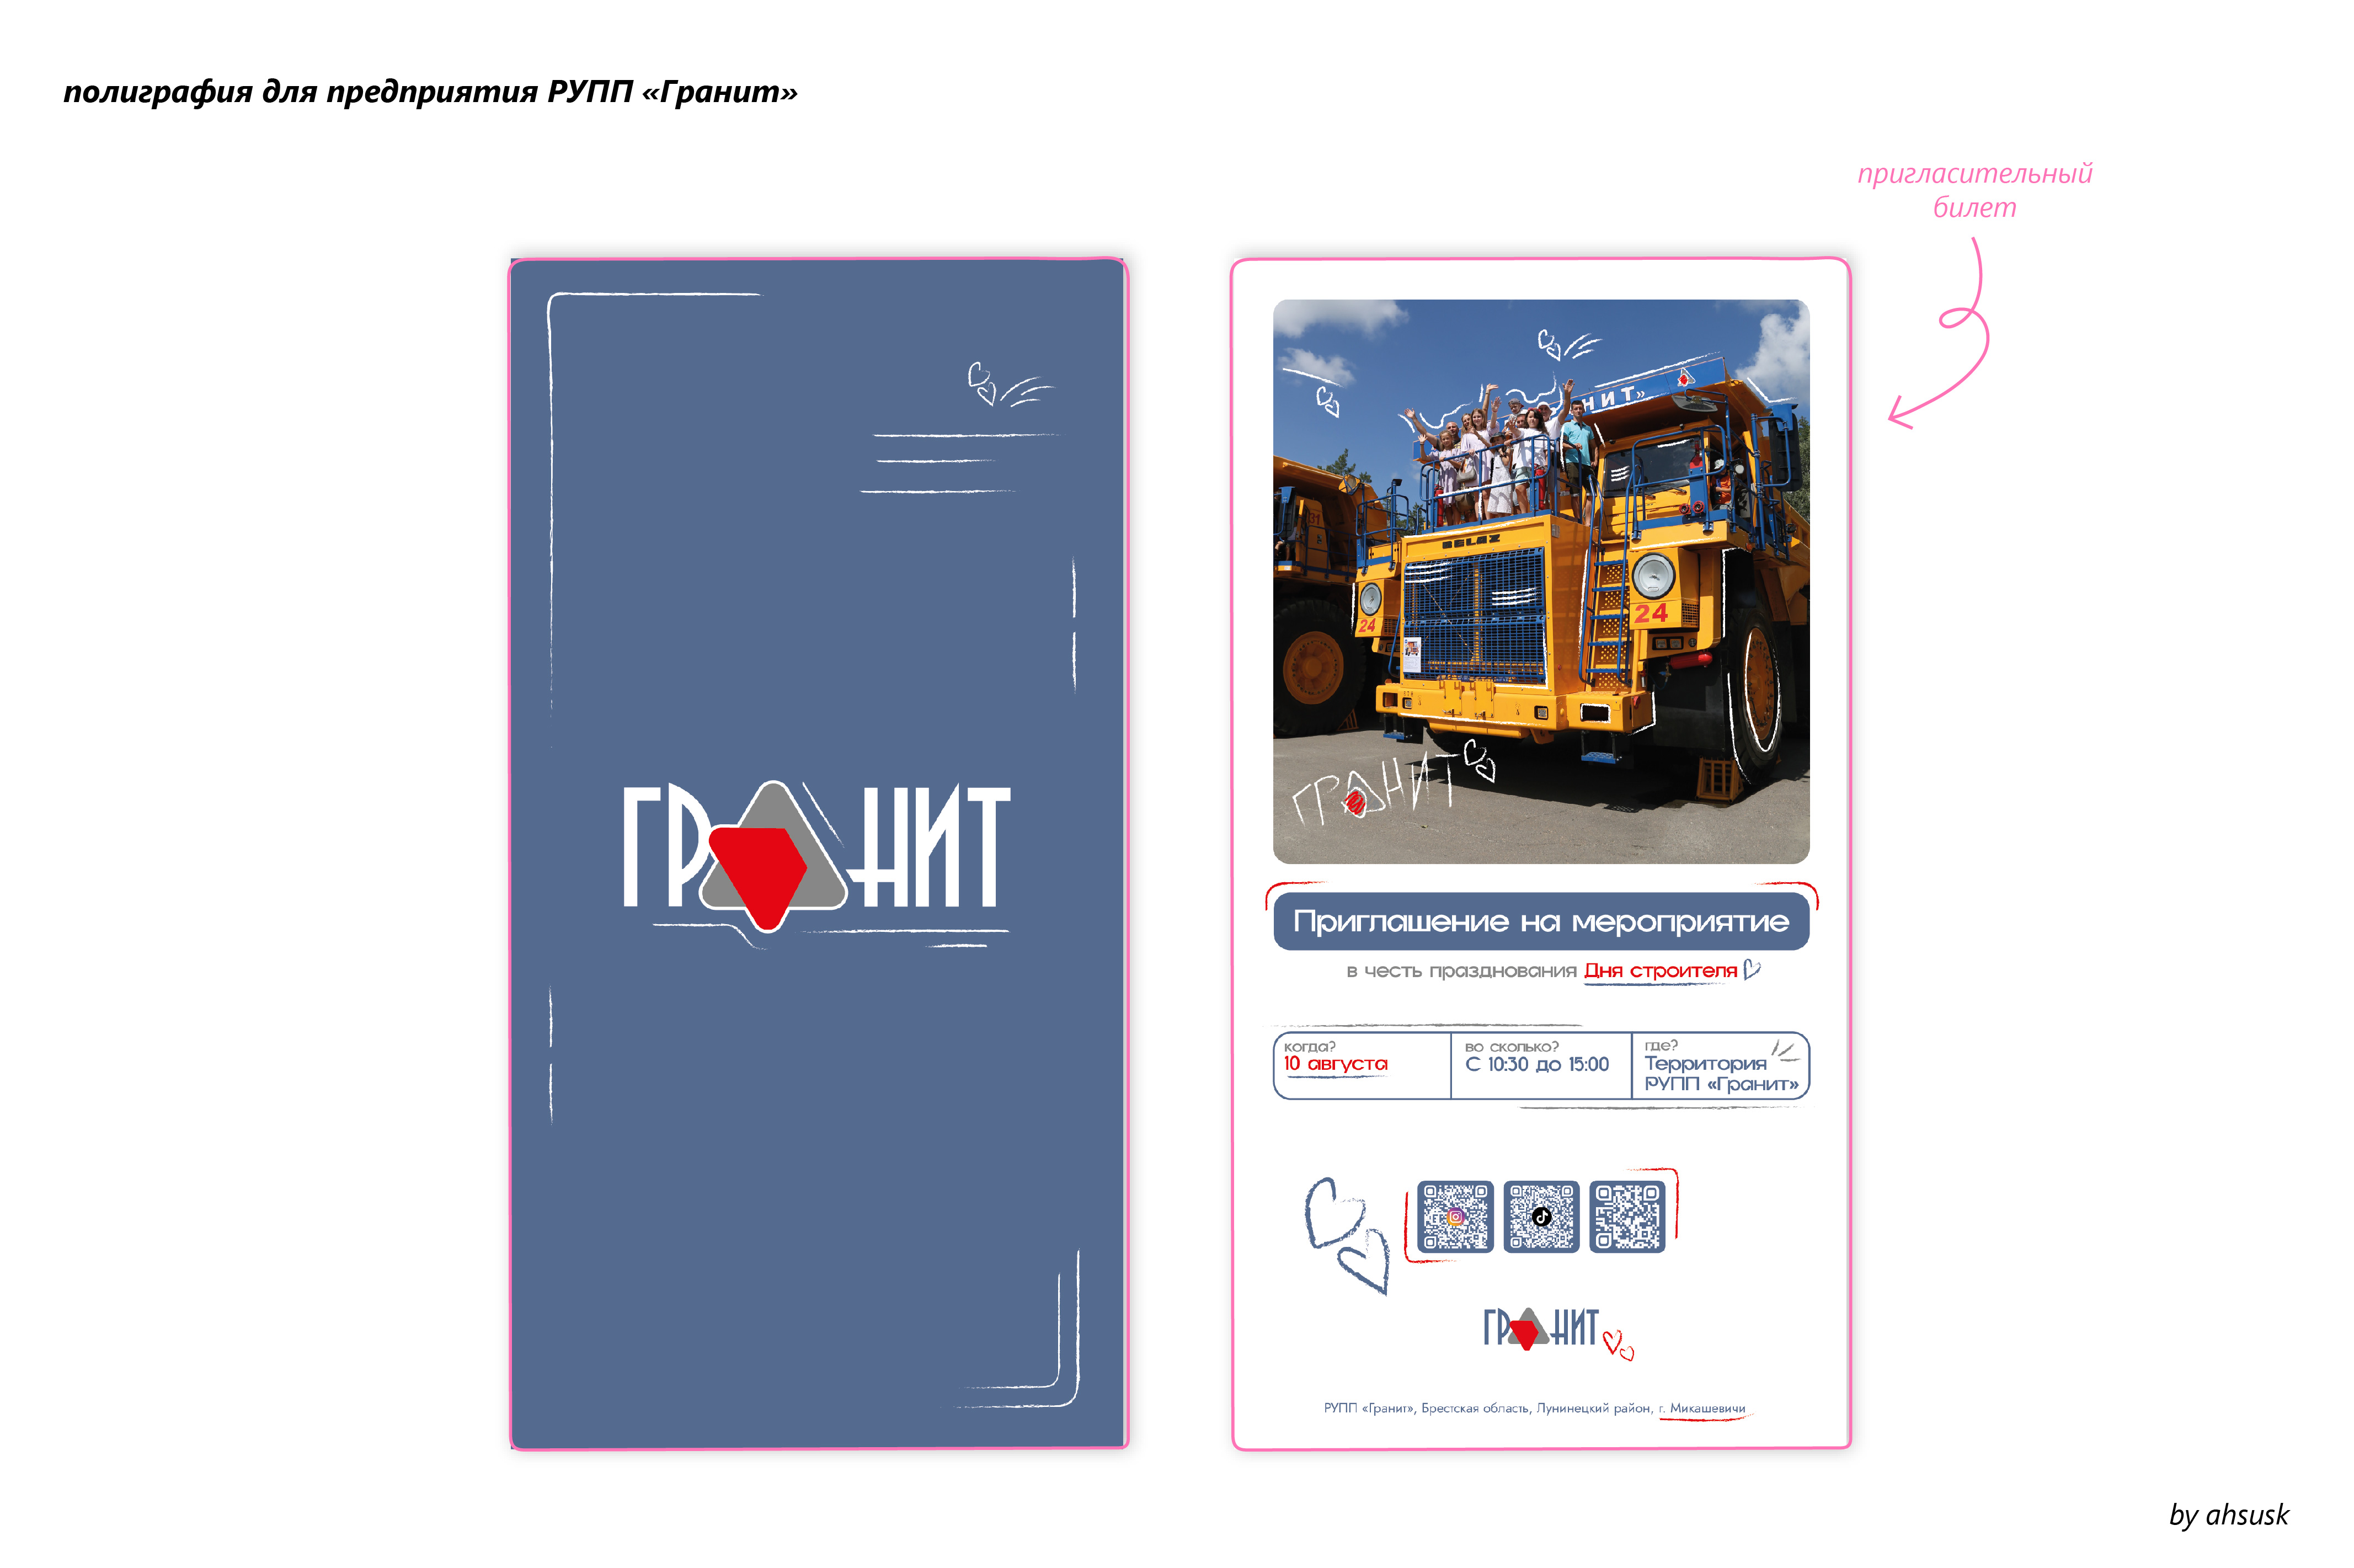 полиграфия для предприятия РУПП «Гранит»
пригласительный
билет
ГРАНИТ
НИТ»
BELAZ
31
24
24
ГРАНИТ
Приглашение на мероприятие
в честь празднования Дня строителя
когда?
10 августа
во сколько?
С 10:30 до 15:00
где?
Территория
РУПП «Гранит»
ГРАНИТ
РУПП «Гранит», Брестская область, Лунинецкий район, г. Микашевичи
by ahsusk